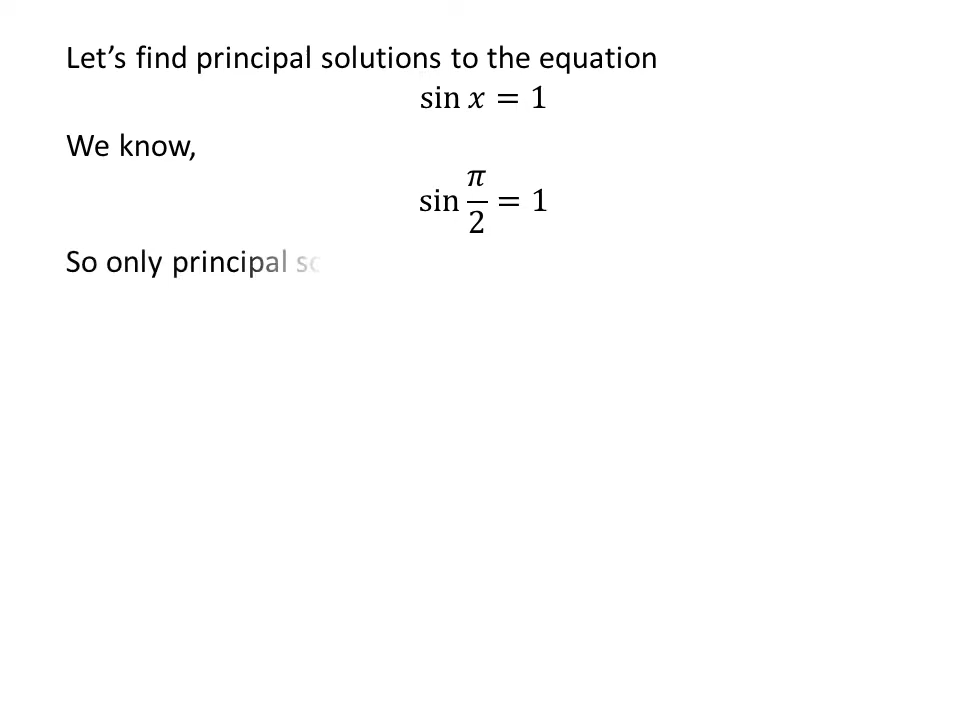 Let’s find principal solutions to the equation
sin x = 1
We know,
sin π/2 = 1
So only principal